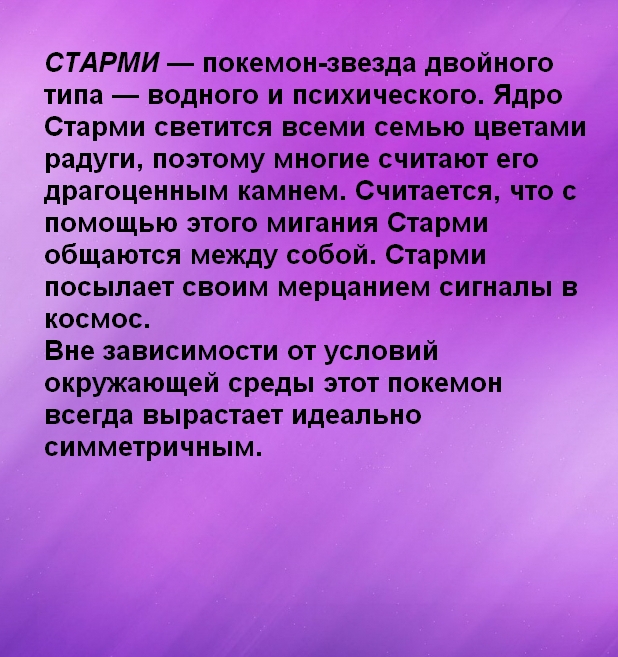 СТАРМИ — покемон-звезда двойного
типа — водного и психического. Ядро
Старми светится всеми семью цветами
радуги, поэтому многие считают его
драгоценным камнем. Считается, что с
помощью этого мигания Старми
общаются между собой. Старми
посылает своим мерцанием сигналы в
космос.
Вне зависимости от условий
окружающей среды этот покемон
всегда вырастает идеально
симметричным.